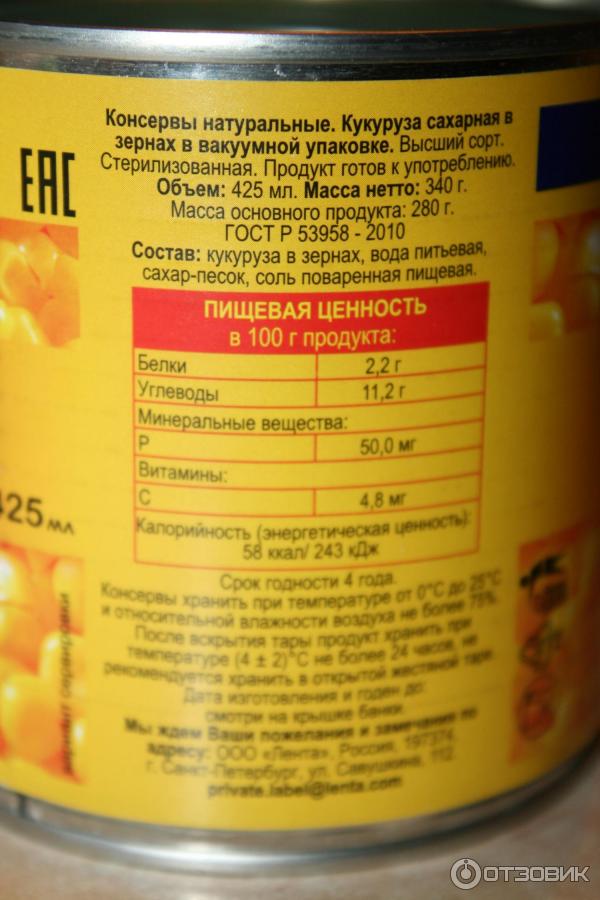 EAC
Консервы натуральные. Кукуруза сахарная в
зернах в вакуумной упаковке. Высший сорт.
Стерилизованная. Продукт готов к употреблению.
Объем: 425 мл. Масса нетто: 340 г.
Масса основного продукта: 280 г.
ГОСТ Р 53958 - 2010
Состав: кукуруза в зернах, вода питьевая,
сахар-песок, соль поваренная пищевая.
ПИЩЕВАЯ ЦЕННОСТЬ
в 100 г продукта:
Белки 2,2 г
Углеводы 11,2 г
Минеральные вещества:
P 50,0 мг
Витамины:
C 4,8 мг
Калорийность (энергетическая ценность):
58 ккал/ 243 кДж
Срок годности 4 года.
Консервы хранить при температуре от 0°С до 25°С
и относительной влажности воздуха не более 75%.
После вскрытия тары продукт хранить при
температуре (4 ± 2)°С не более 24 часов, не
рекомендуется хранить в открытой жестяной таре.
Дата изготовления и годен до:
смотри на крышке банки.
Мы ждем Ваши пожелания и замечания по
адресу: ООО «Лента», Россия, 197374,
г. Санкт-Петербург, ул. Савушкина, 112
private.label@lenta.com
425 мл
сервировки
ОТЗОВИК